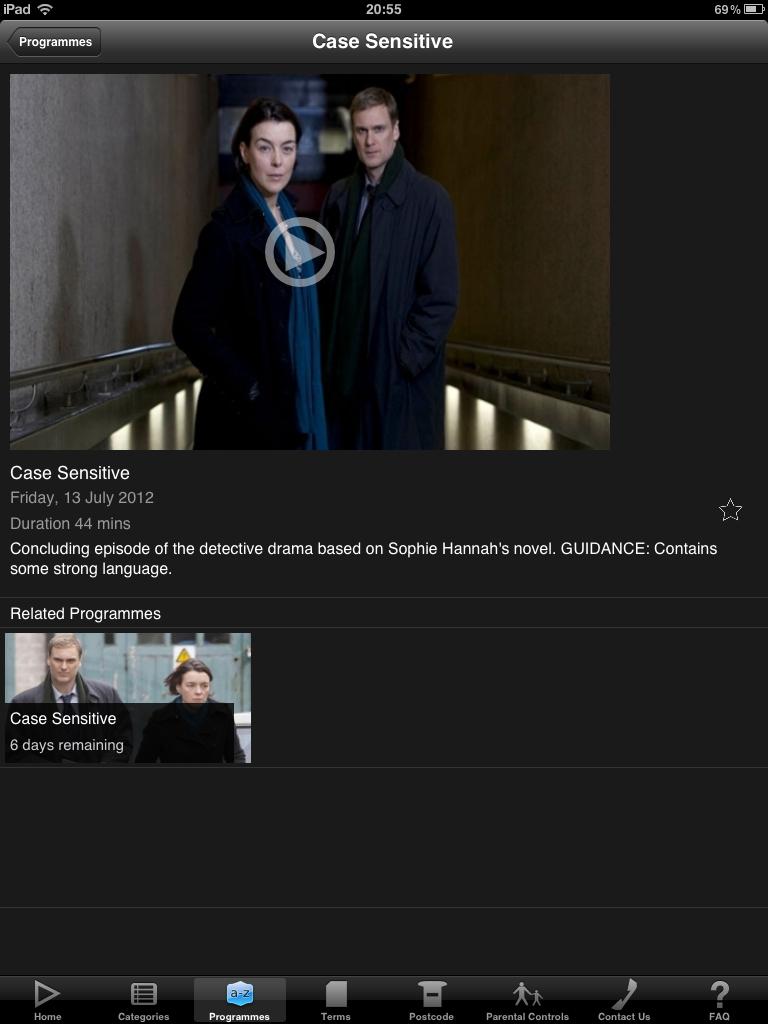 iPad 20:55 69%
Programmes
Case Sensitive
Case Sensitive
Friday, 13 July 2012
Duration 44 mins
Concluding episode of the detective drama based on Sophie Hannah's novel. GUIDANCE: Contains
some strong language.
Related Programmes
Case Sensitive
6 days remaining
a-z
Home Categories Programmes Terms Postcode Parental Controls Contact Us FAQ